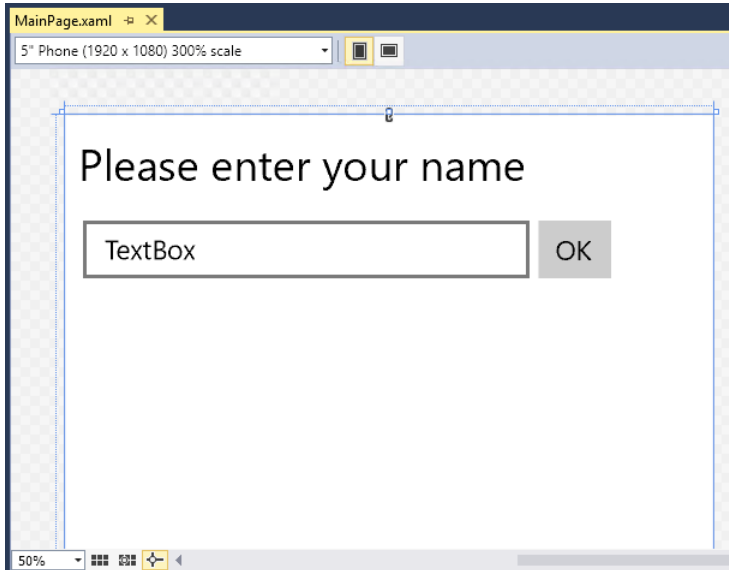 MainPage.xaml
5" Phone (1920 x 1080) 300% scale
Please enter your name
TextBox OK
50%